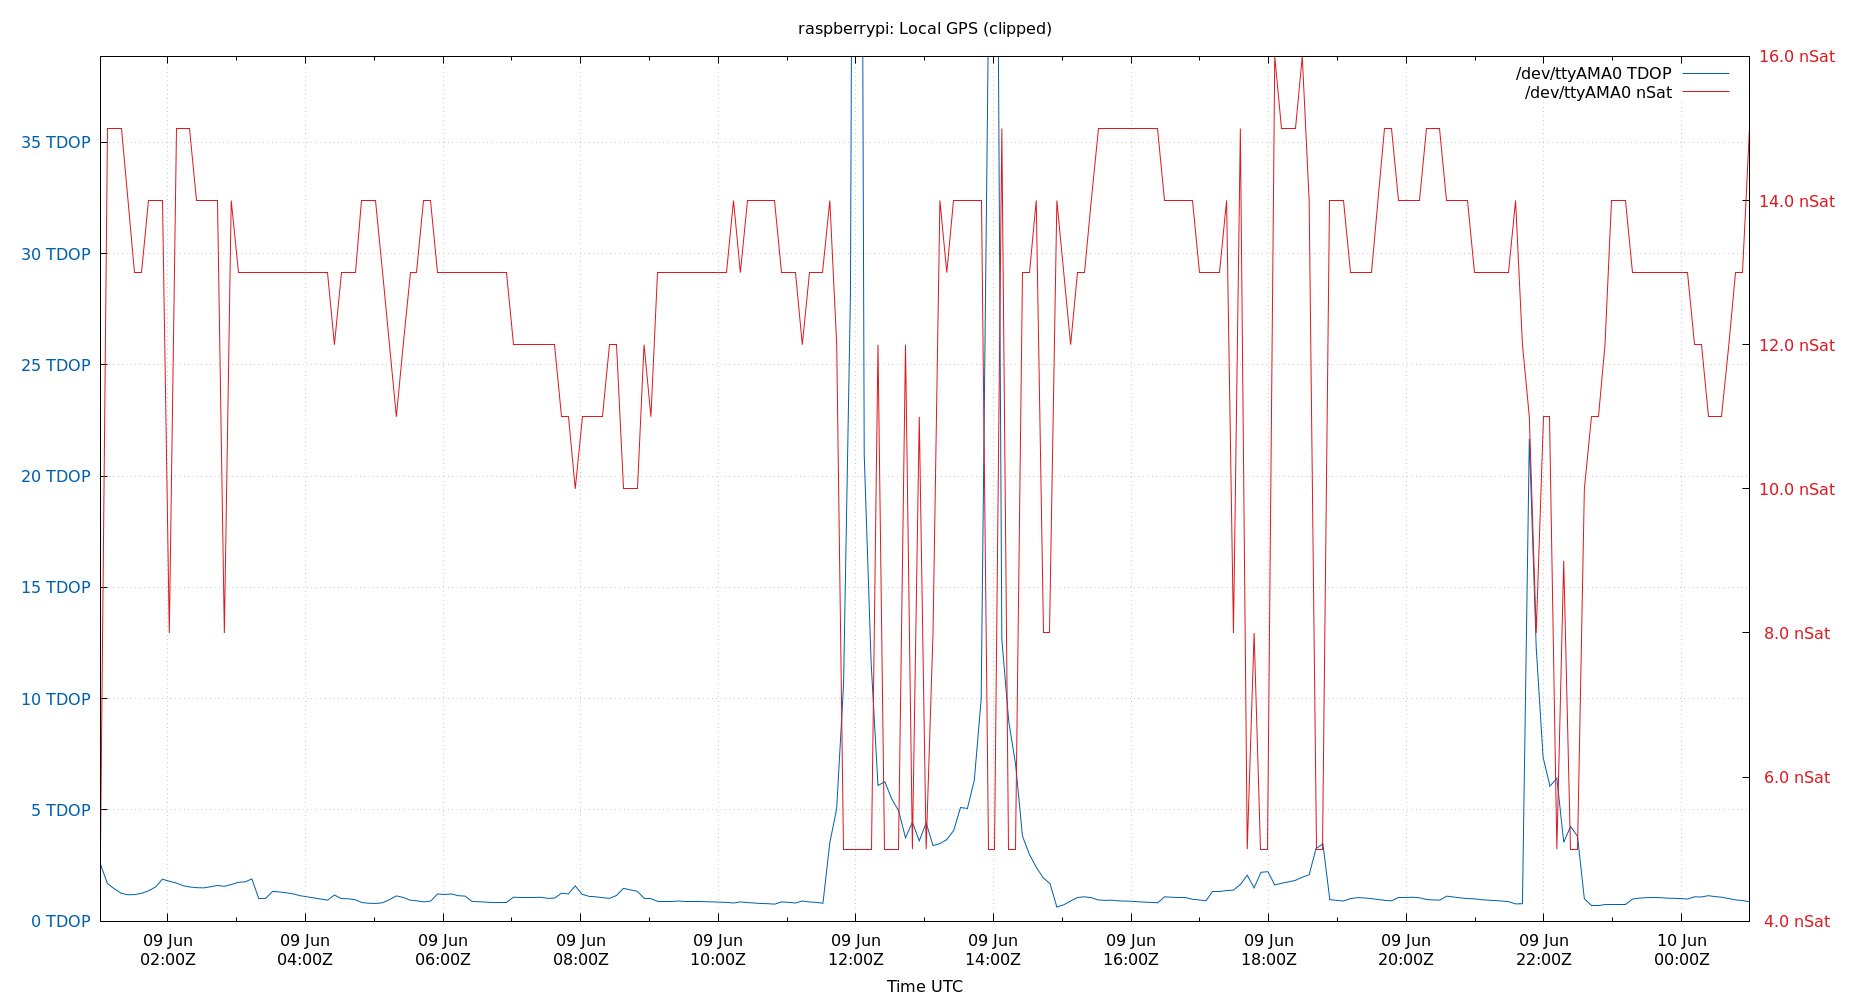 raspberrypi: Local GPS (clipped)
/dev/ttyAMA0 TDOP
/dev/ttyAMA0 nSat
35 TDOP
30 TDOP
25 TDOP
20 TDOP
15 TDOP
10 TDOP
5 TDOP
0 TDOP
16.0 nSat
14.0 nSat
12.0 nSat
10.0 nSat
8.0 nSat
6.0 nSat
4.0 nSat
09 Jun 09 Jun 09 Jun 09 Jun 09 Jun 09 Jun 09 Jun 09 Jun 09 Jun 09 Jun 09 Jun 10 Jun
02:00Z 04:00Z 06:00Z 08:00Z 10:00Z 12:00Z 14:00Z 16:00Z 18:00Z 20:00Z 22:00Z 00:00Z
Time UTC